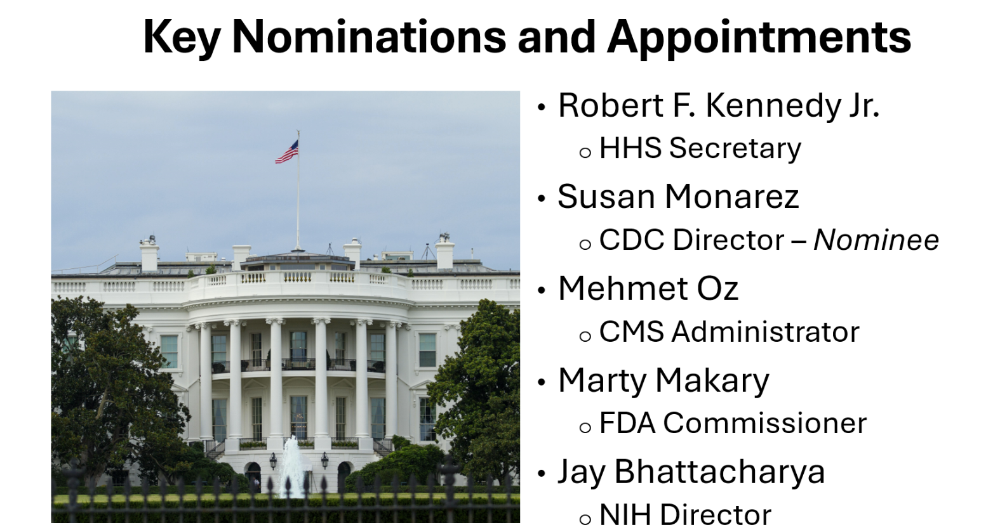 Key Nominations and Appointments
• Robert F. Kennedy Jr.
o HHS Secretary
• Susan Monarez
o CDC Director – Nominee
• Mehmet Oz
o CMS Administrator
• Marty Makary
o FDA Commissioner
• Jay Bhattacharya
o NIH Director